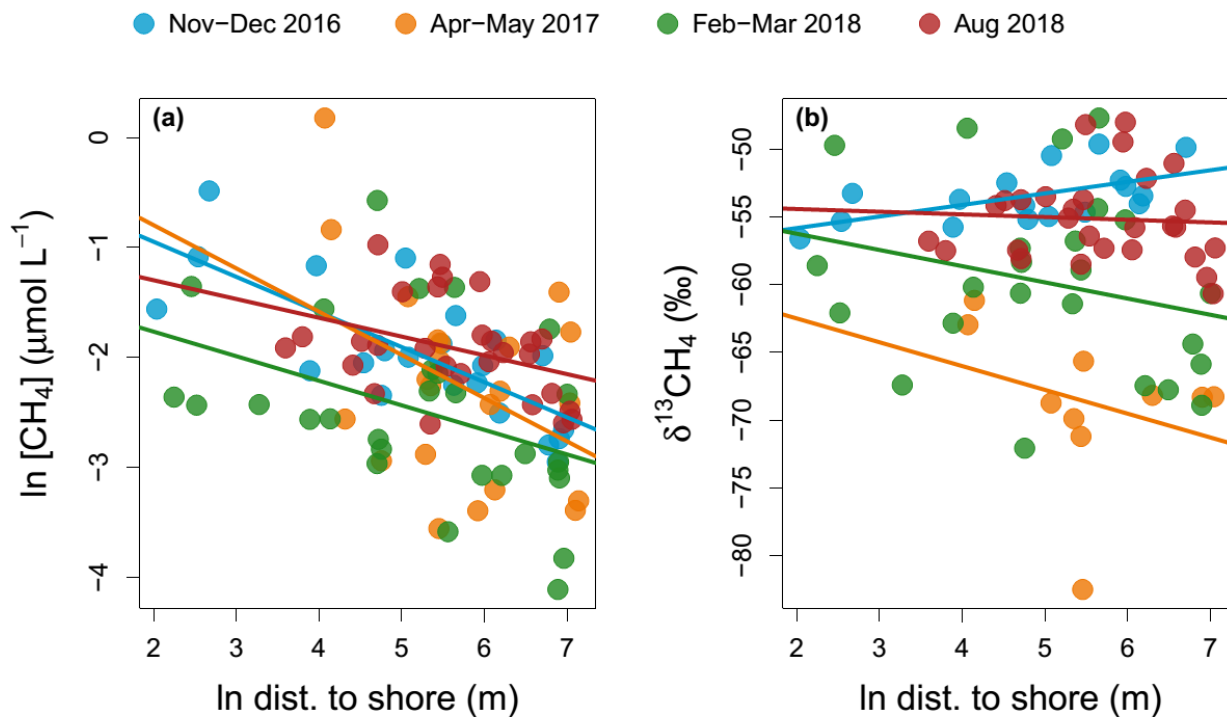 Nov−Dec 2016 Apr−May 2017 Feb−Mar 2018 Aug 2018
(a)
0
−1
−2
−3
−4
2 3 4 5 6 7
ln [CH4] (μmol L−1)
ln dist. to shore (m)
(b)
−50
−55
−60
−65
−70
−75
−80
2 3 4 5 6 7
δ13CH4 (‰)
ln dist. to shore (m)